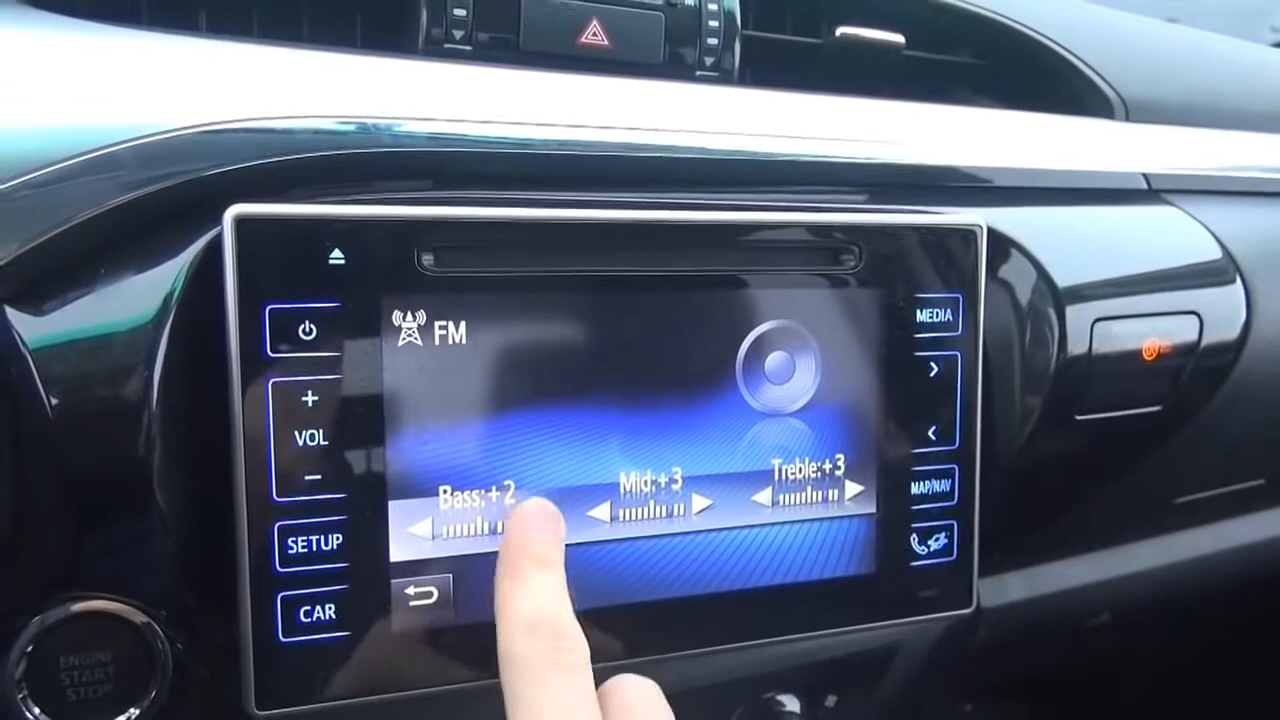 FM
Bass:+2
Mid:+3
Treble:+3
VOL
SETUP
CAR
MEDIA
MAP/NAV
ENGINE
START
STOP